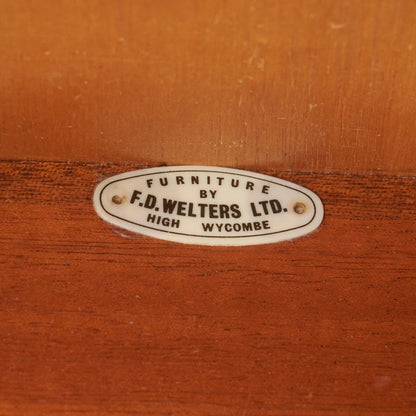 FURNITURE
BY
F.D.WELTERS LTD.
HIGH WYCOMBE